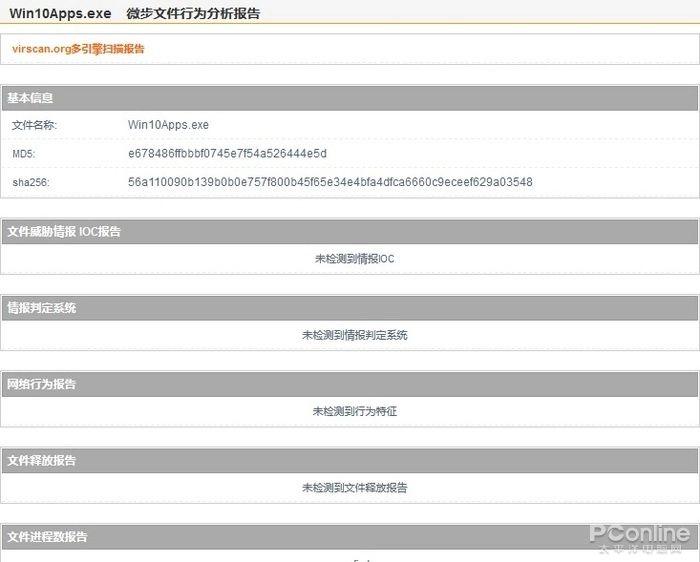 Win10Apps.exe 微步文件行为分析报告
virscan.org多引擎扫描报告
基本信息
文件名称: Win10Apps.exe
MD5: e678486ffbbbf0745e7f54a526444e5d
sha256: 56a110090b139b0b0e757f800b45f65e34e4bfa4dfca6660c9eceef629a03548
文件威胁情报 IOC报告
未检测到情报IOC
情报判定系统
未检测到情报判定系统
网络行为报告
未检测到行为特征
文件释放报告
未检测到文件释放报告
文件进程数报告
PConline
太平洋电脑网